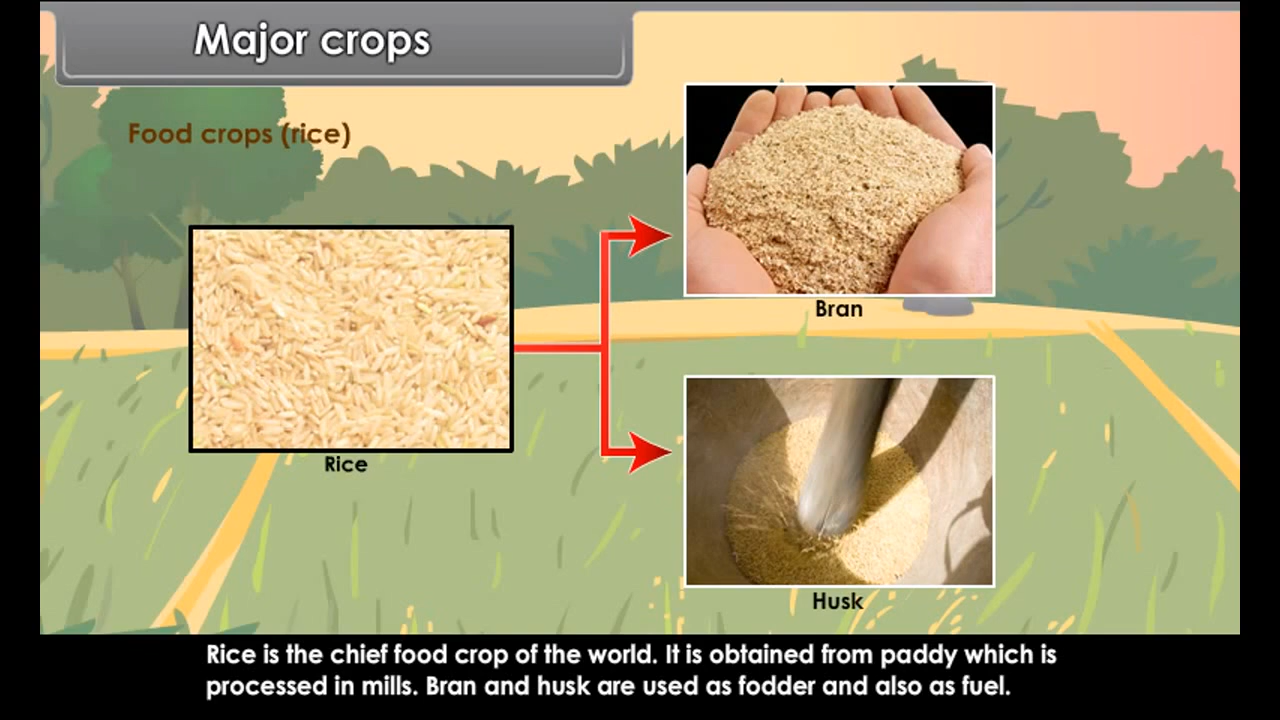 Major crops
Food crops (rice)
Bran
Rice
Husk
Rice is the chief food crop of the world. It is obtained from paddy which is
processed in mills. Bran and husk are used as fodder and also as fuel.